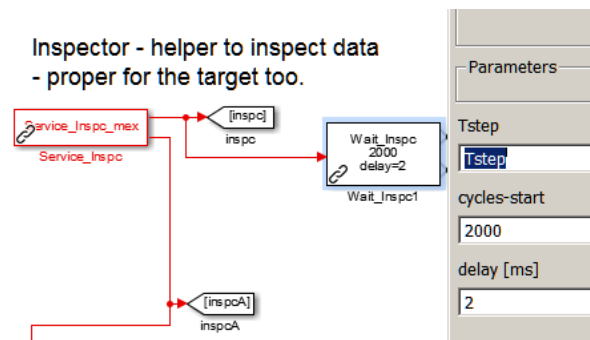 Inspector - helper to inspect data
- proper for the target too.
Service_Inspc_mex
Service_Inspc
[inspc]
inspc
Wait_Inspc
2000
delay=2
Wait_Inspc1
[inspcA]
inspcA
Parameters
Tstep
Tstep
cycles-start
2000
delay [ms]
2